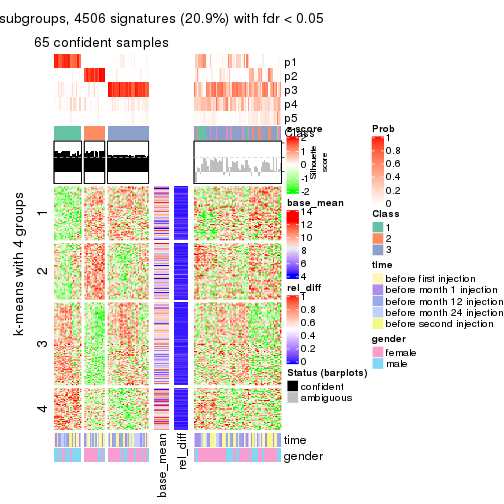 subgroups, 4506 signatures (20.9%) with fdr < 0.05
65 confident samples
p1
p2
p3
p4
p5
Class
Silhouette
score
k-means with 4 groups
1
2
3
4
time
gender
base_mean
rel_diff
z-score
2
1
0
-1
-2
base_mean
14
12
10
8
6
4
rel_diff
1
0.8
0.6
0.4
0.2
0
Status (barplots)
confident
ambiguous
Prob
1
0.8
0.6
0.4
0.2
0
Class
1
2
3
time
before first injection
before month 1 injection
before month 12 injection
before month 24 injection
before second injection
gender
female
male